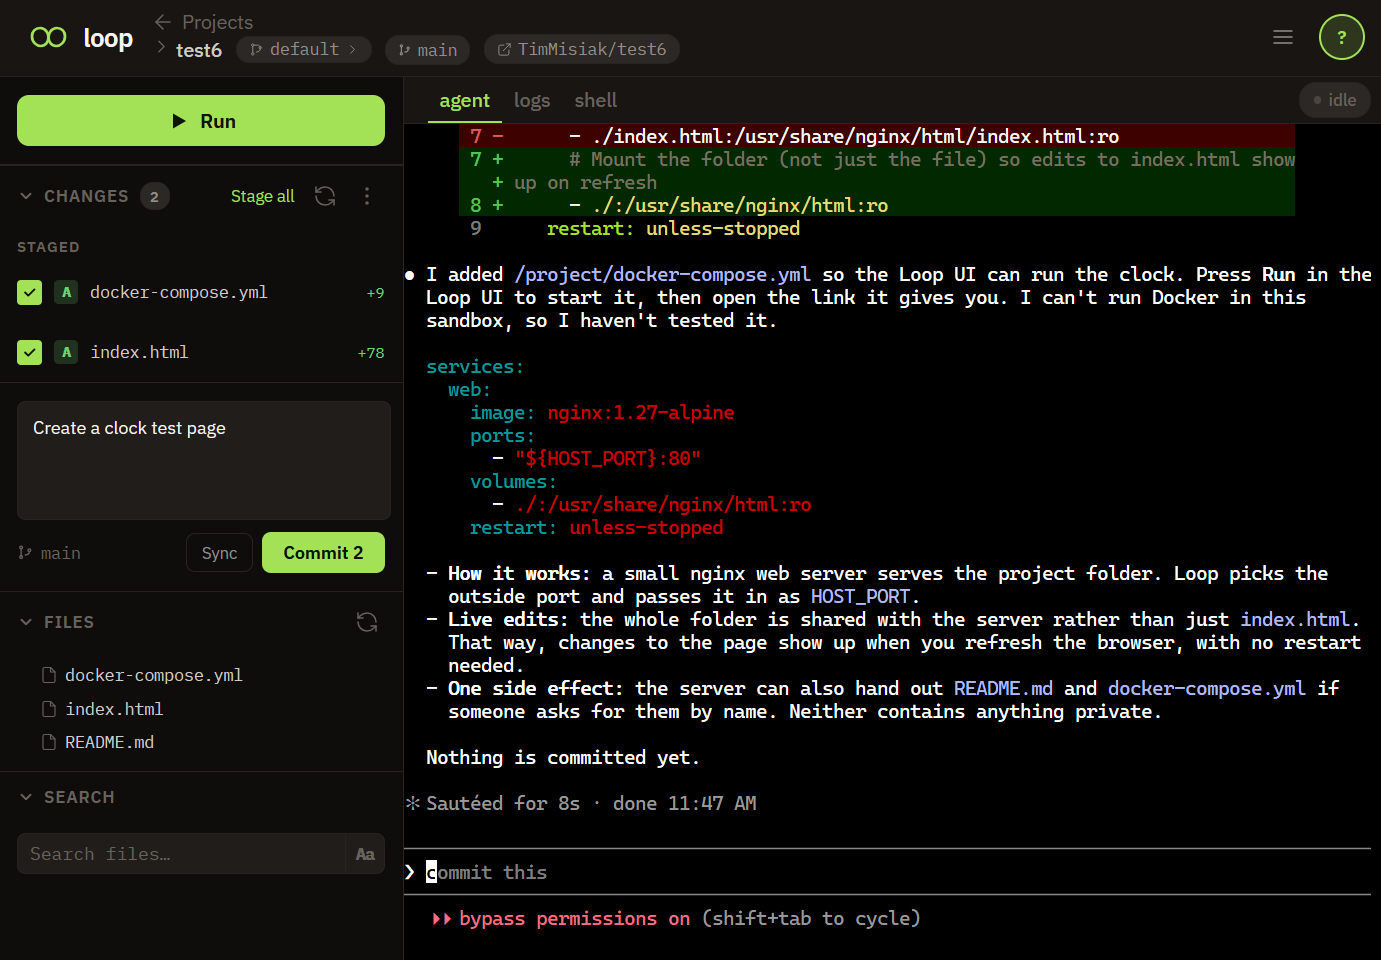 loop
Projects
test6
default
main
TimMisiak/test6
?
Run
CHANGES 2
Stage all
STAGED
A docker-compose.yml +9
A index.html +78
Create a clock test page
main
Sync
Commit 2
FILES
docker-compose.yml
index.html
README.md
SEARCH
Search files…
Aa
agent
logs
shell
idle
7 -      - ./index.html:/usr/share/nginx/html/index.html:ro
7 +      # Mount the folder (not just the file) so edits to index.html show
+ up on refresh
8 +      - ./:/usr/share/nginx/html:ro
9      restart: unless-stopped
● I added /project/docker-compose.yml so the Loop UI can run the clock. Press Run in the
Loop UI to start it, then open the link it gives you. I can't run Docker in this
sandbox, so I haven't tested it.
services:
web:
image: nginx:1.27-alpine
ports:
- "${HOST_PORT}:80"
volumes:
- ./:/usr/share/nginx/html:ro
restart: unless-stopped
- How it works: a small nginx web server serves the project folder. Loop picks the
outside port and passes it in as HOST_PORT.
- Live edits: the whole folder is shared with the server rather than just index.html.
That way, changes to the page show up when you refresh the browser, with no restart
needed.
- One side effect: the server can also hand out README.md and docker-compose.yml if
someone asks for them by name. Neither contains anything private.
Nothing is committed yet.
✻ Sautéed for 8s · done 11:47 AM
❯ commit this
⏵⏵ bypass permissions on (shift+tab to cycle)